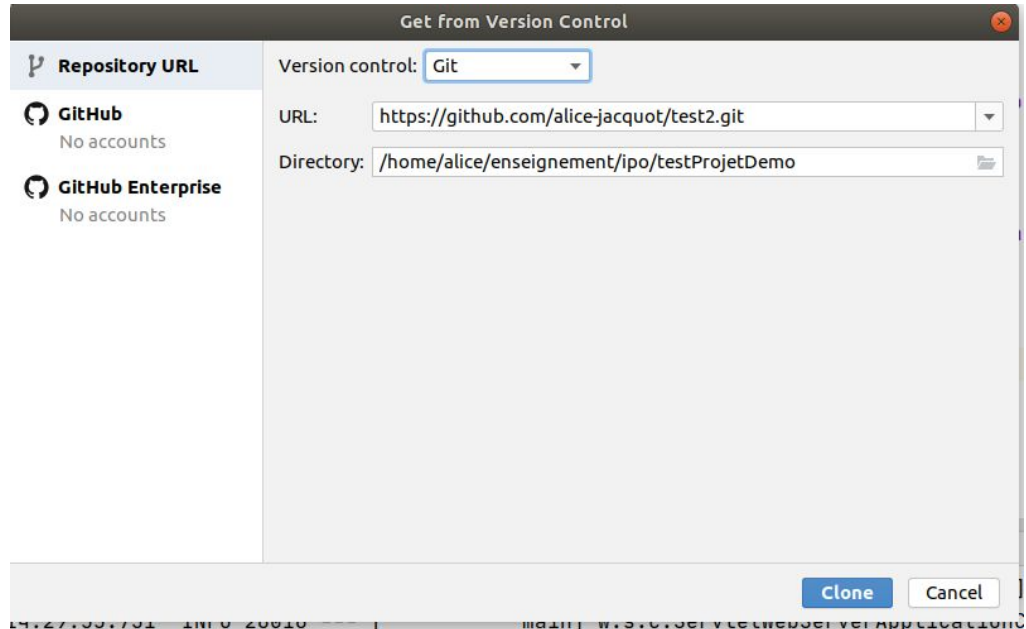 Get from Version Control
Repository URL
GitHub
No accounts
GitHub Enterprise
No accounts
Version control: Git
URL: https://github.com/alice-jacquot/test2.git
Directory: /home/alice/enseignement/ipo/testProjetDemo
Clone
Cancel